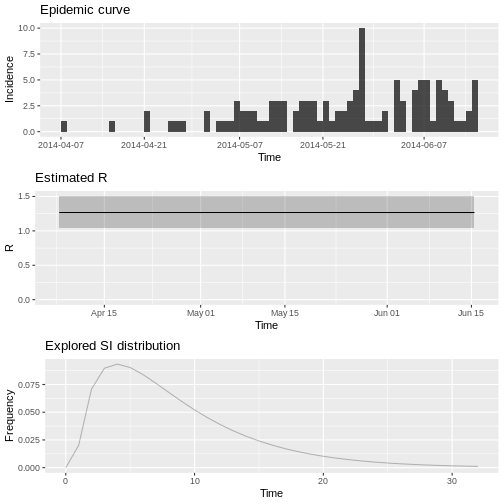 Epidemic curve
10.0
7.5
5.0
2.5
0.0
Incidence
2014-04-07 2014-04-21 2014-05-07 2014-05-21 2014-06-07
Time
Estimated R
1.5
1.0
0.5
0.0
R
Apr 15 May 01 May 15 Jun 01 Jun 15
Time
Explored SI distribution
0.075
0.050
0.025
0.000
Frequency
0 10 20 30
Time